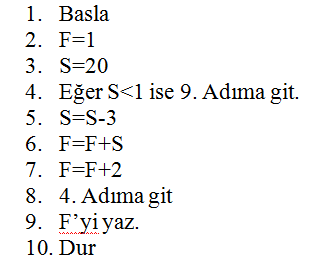 1. Basla
2. F=1
3. S=20
4. Eğer S<1 ise 9. Adıma git.
5. S=S-3
6. F=F+S
7. F=F+2
8. 4. Adıma git
9. F’yi yaz.
10. Dur